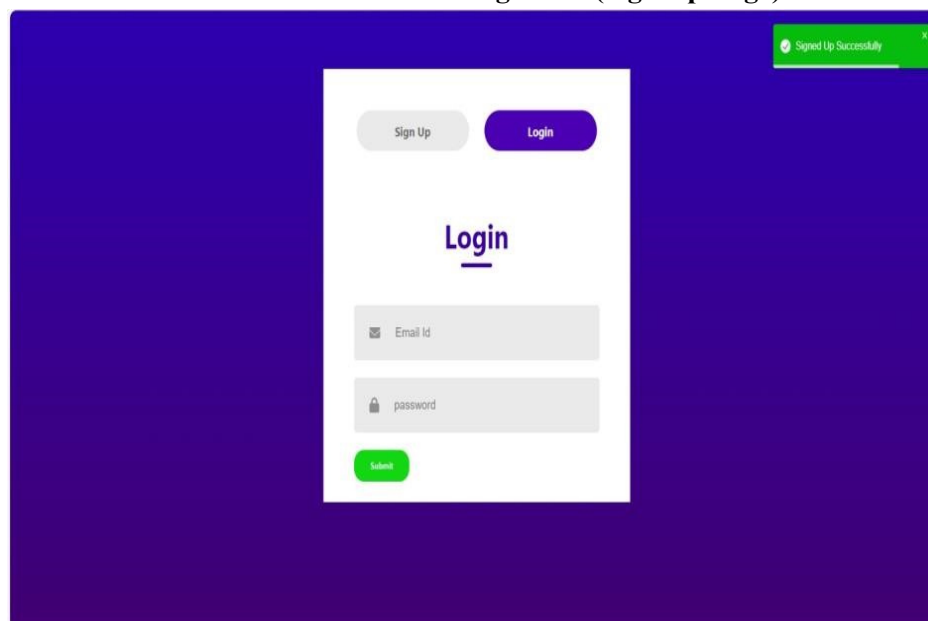 Signed Up Successfully X
Sign Up Login
Login
Email Id
password
Submit